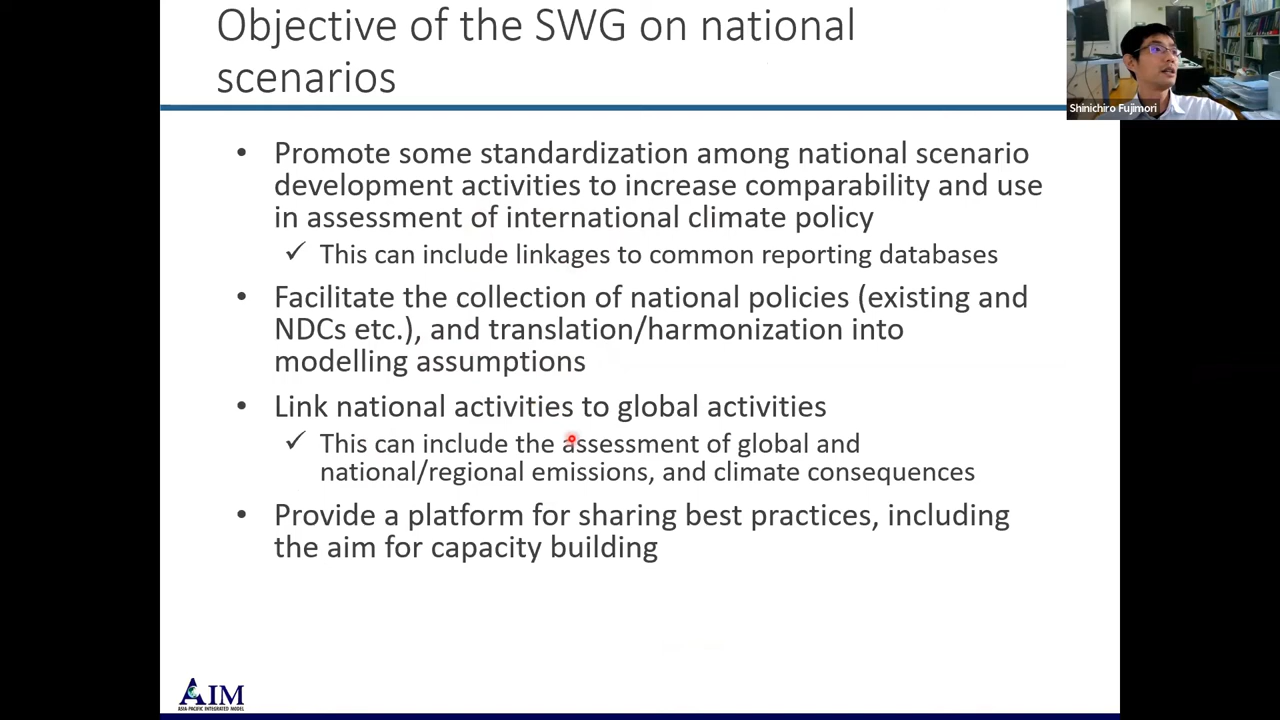 Objective of the SWG on national
scenarios
Shinichiro Fujimori
• Promote some standardization among national scenario
development activities to increase comparability and use
in assessment of international climate policy
✓ This can include linkages to common reporting databases
• Facilitate the collection of national policies (existing and
NDCs etc.), and translation/harmonization into
modelling assumptions
• Link national activities to global activities
✓ This can include the assessment of global and
national/regional emissions, and climate consequences
• Provide a platform for sharing best practices, including
the aim for capacity building
AIM
ASIA-PACIFIC INTEGRATED MODEL